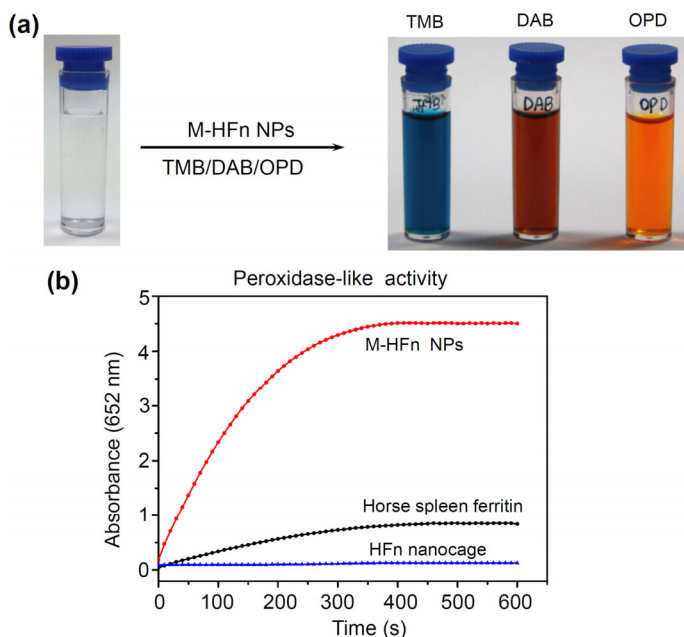 (a)
TMB DAB OPD
M-HFn NPs
TMB/DAB/OPD
TMB
DAB
OPD
(b)
Peroxidase-like activity
5
4
3
2
1
0
Absorbance (652 nm)
M-HFn NPs
Horse spleen ferritin
HFn nanocage
0 100 200 300 400 500 600
Time (s)